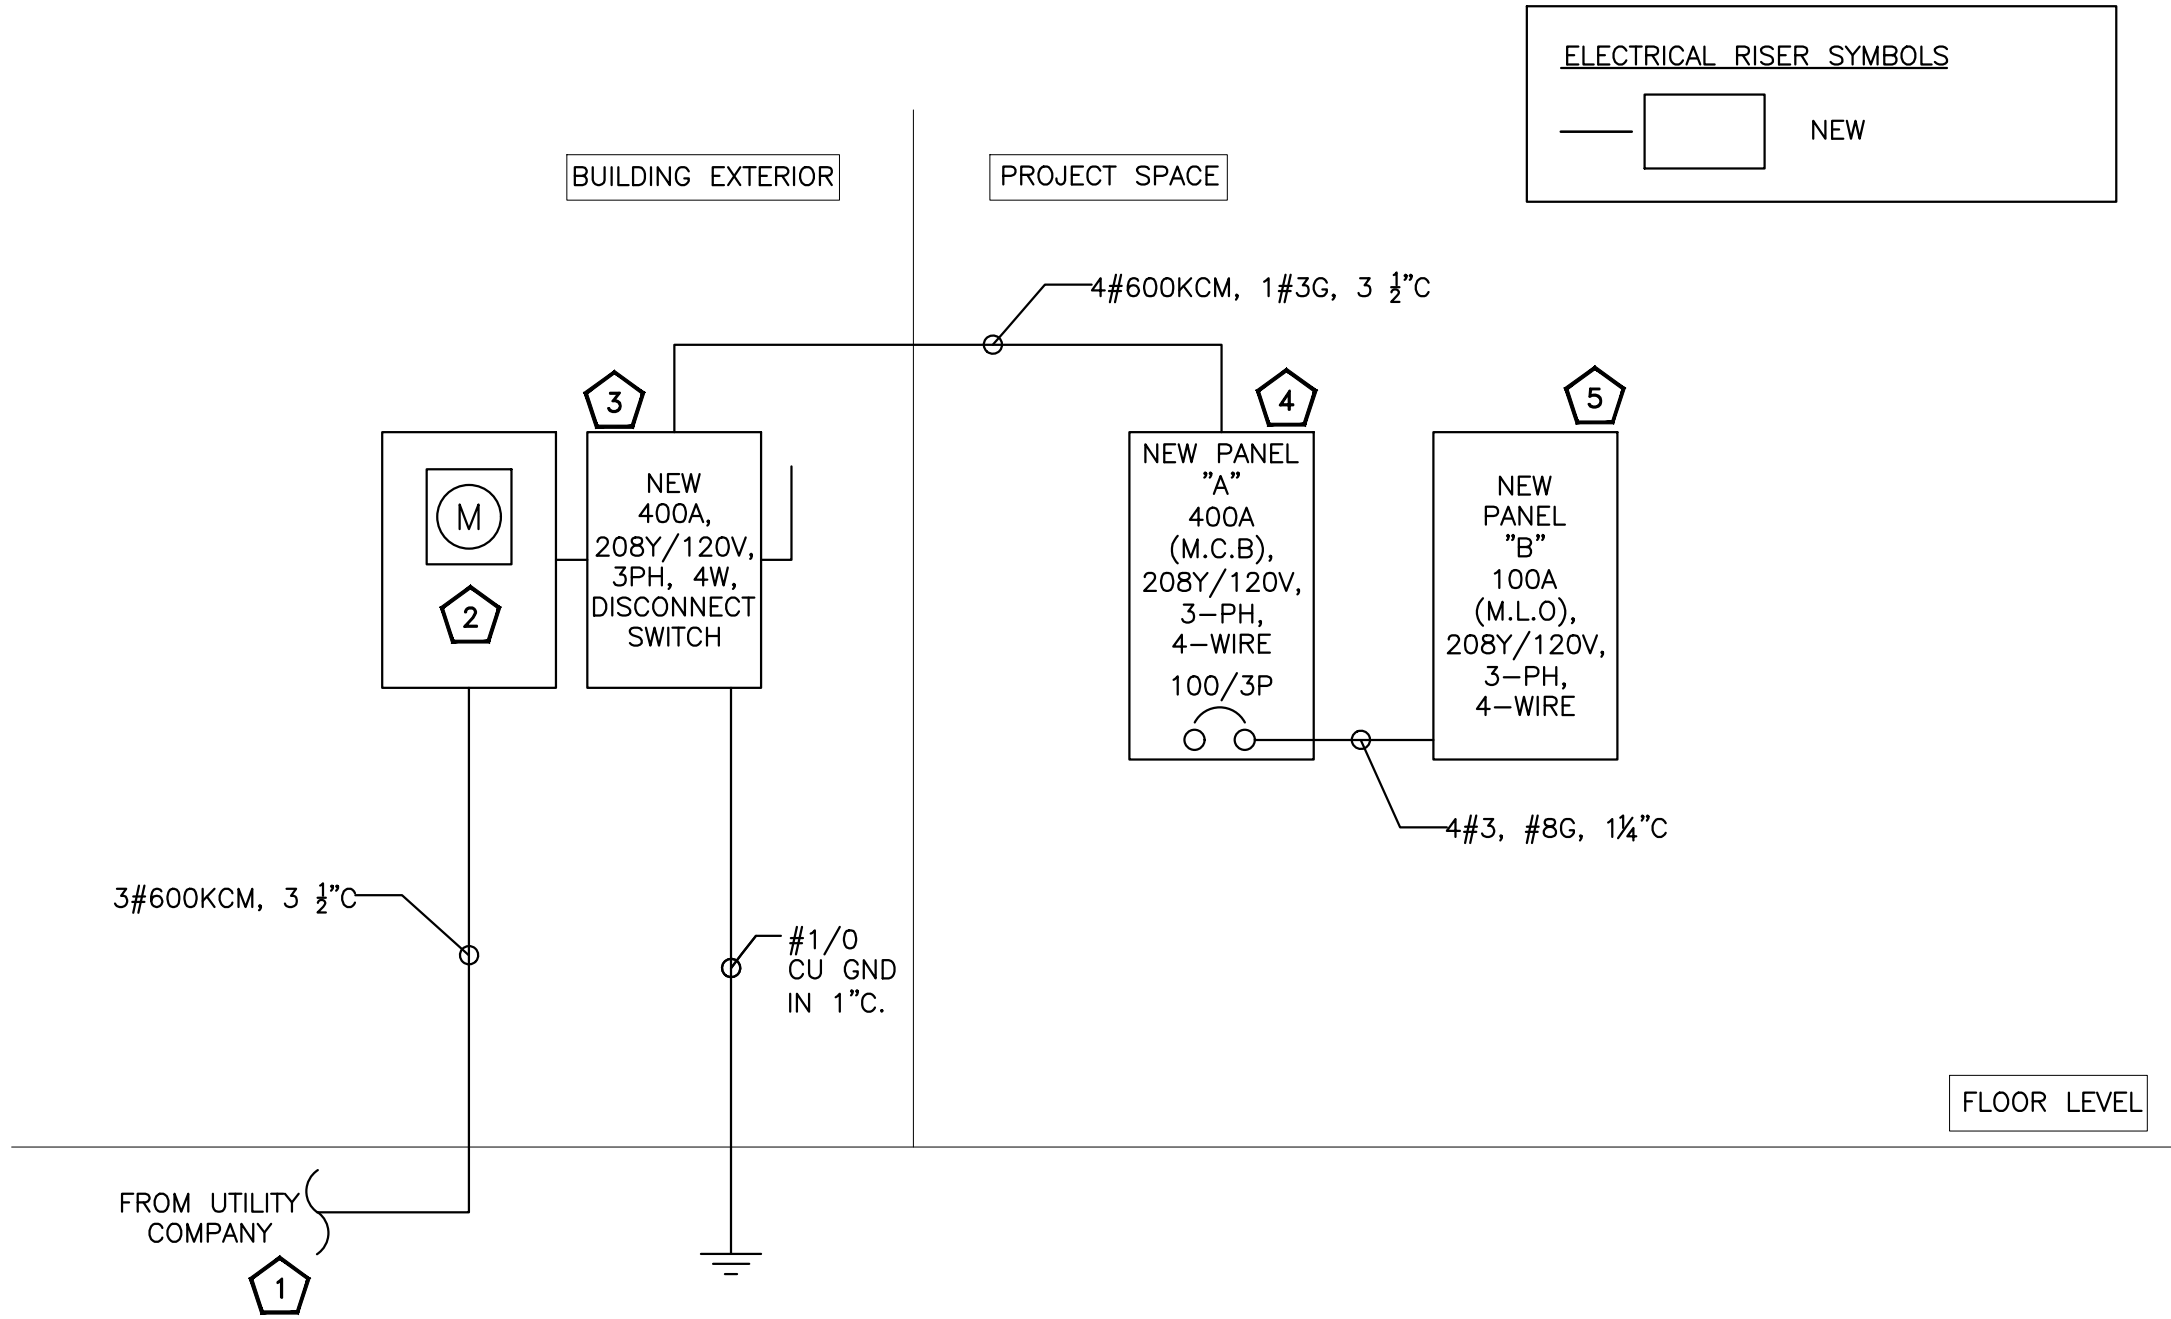 ELECTRICAL RISER SYMBOLS
NEW
BUILDING EXTERIOR
PROJECT SPACE
4#600KCM, 1#3G, 3 ½"C
3
4
5
M
2
NEW
400A,
208Y/120V,
3PH, 4W,
DISCONNECT
SWITCH
NEW PANEL
"A"
400A
(M.C.B),
208Y/120V,
3-PH,
4-WIRE
100/3P
NEW
PANEL
"B"
100A
(M.L.O),
208Y/120V,
3-PH,
4-WIRE
4#3, #8G, 1¼"C
3#600KCM, 3 ½"C
#1/0
CU GND
IN 1"C.
FLOOR LEVEL
FROM UTILITY
COMPANY
1